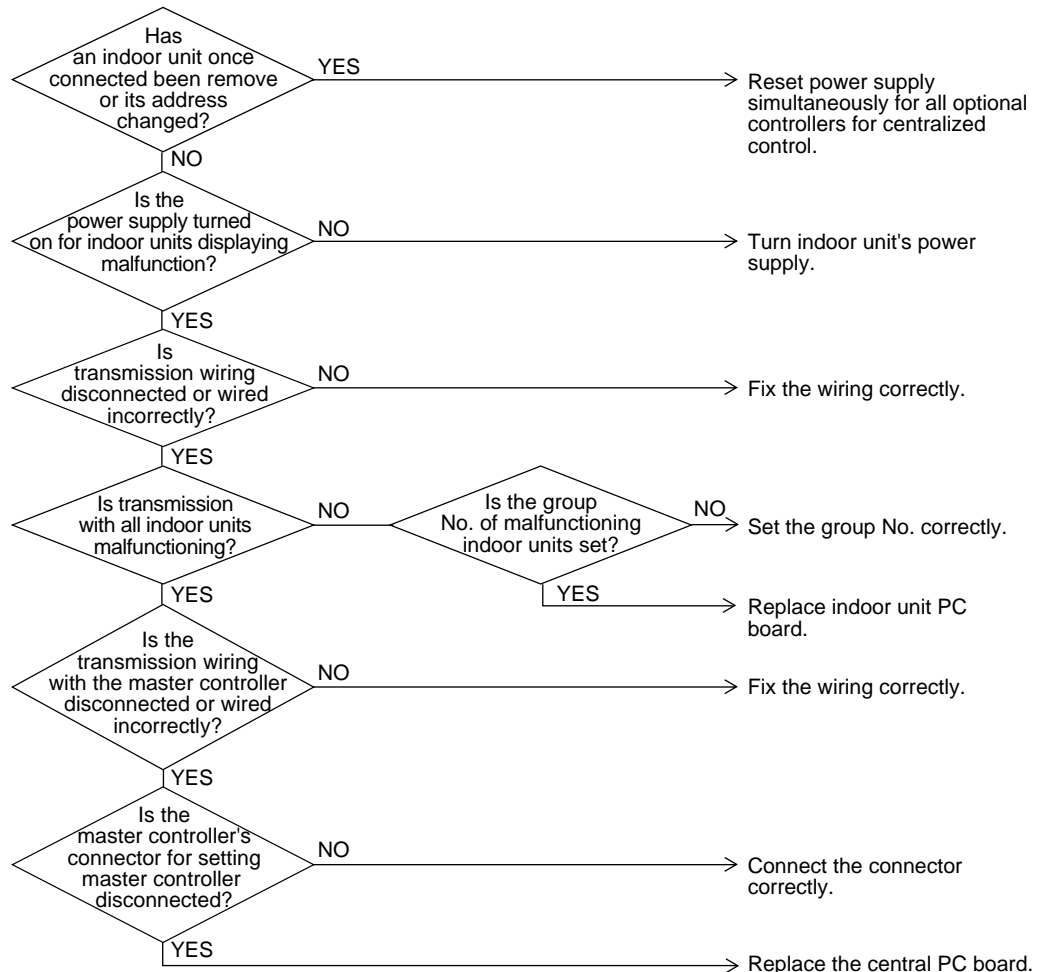 Has
an indoor unit once
connected been remove
or its address
changed?
YES
Reset power supply
simultaneously for all optional
controllers for centralized
control.
NO
Is the
power supply turned
on for indoor units displaying
malfunction?
NO
Turn indoor unit's power
supply.
YES
Is
transmission wiring
disconnected or wired
incorrectly?
NO
Fix the wiring correctly.
YES
Is transmission
with all indoor units
malfunctioning?
NO
Is the group
No. of malfunctioning
indoor units set?
NO
Set the group No. correctly.
YES
Replace indoor unit PC
board.
YES
Is the
transmission wiring
with the master controller
disconnected or wired
incorrectly?
NO
Fix the wiring correctly.
YES
Is the
master controller's
connector for setting
master controller
disconnected?
NO
Connect the connector
correctly.
YES
Replace the central PC board.